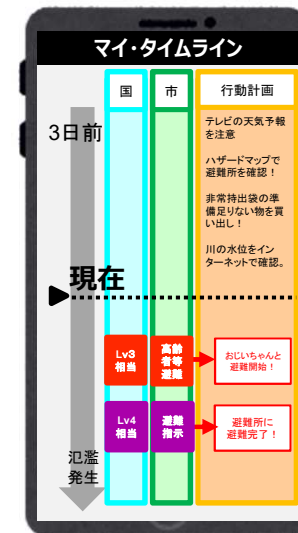 マイ・タイムライン
国
市
行動計画
3日前
テレビの天気予報
を注意
ハザードマップで
避難所を確認！
非常持出袋の準
備足りない物を買
い出し！
川の水位をイン
ターネットで確認。
現在
Lv3
相当
高齢
者等
避難
おじいちゃんと
避難開始！
Lv4
相当
避難
指示
避難所に
避難完了！
氾濫
発生